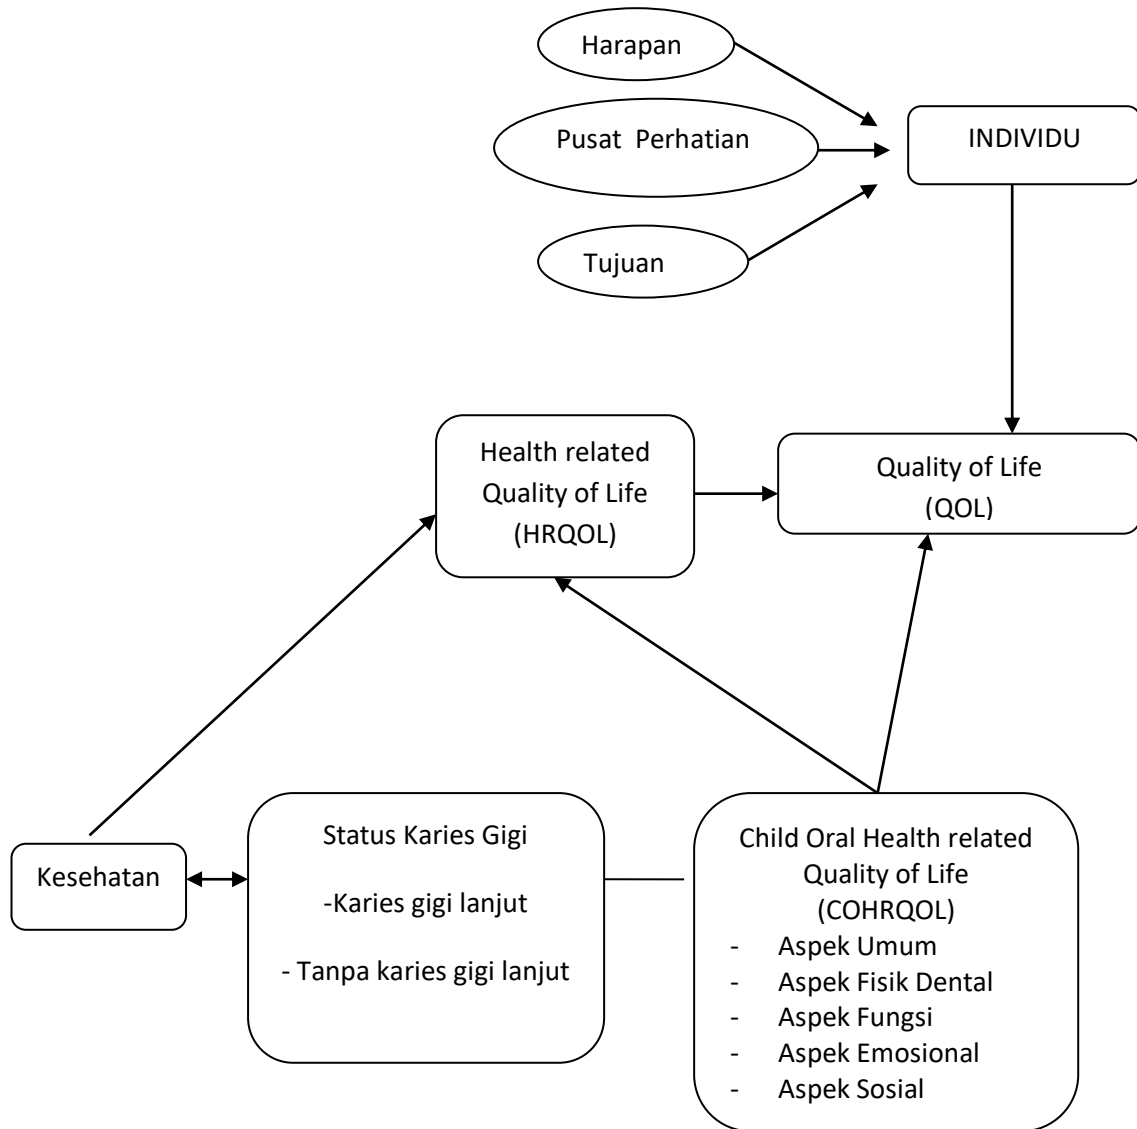 Harapan
Pusat Perhatian
INDIVIDU
Tujuan
Health related
Quality of Life
(HRQOL)
Quality of Life
(QOL)
Kesehatan
Status Karies Gigi
-Karies gigi lanjut
- Tanpa karies gigi lanjut
Child Oral Health related
Quality of Life
(COHRQOL)
- Aspek Umum
- Aspek Fisik Dental
- Aspek Fungsi
- Aspek Emosional
- Aspek Sosial